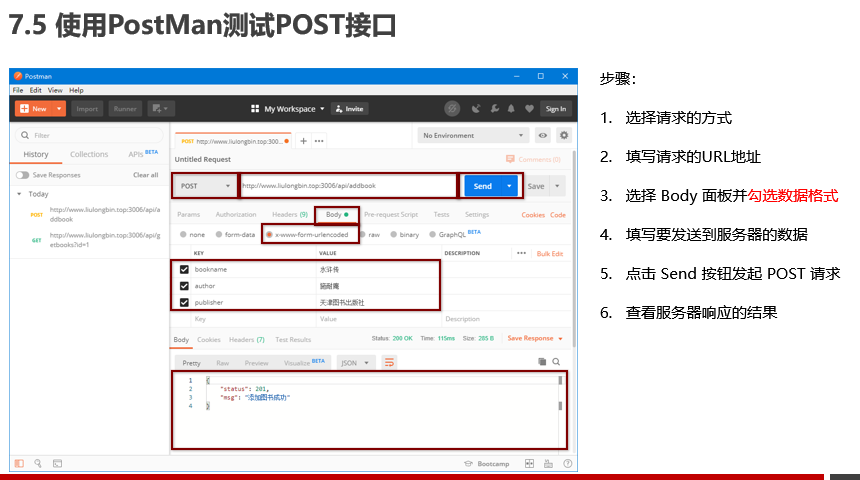 7.5 使用PostMan测试POST接口
Postman
File Edit View Help
New Import Runner My Workspace Invite Sign In
Filter
History Collections APIs BETA
Save Responses Clear all
Today
POST http://www.liulongbin.top:3006/api/a
ddbook
GET http://www.liulongbin.top:3006/api/g
etbooks?id=1
POST http://www.liulongbin.top:300... + ••• No Environment
Untitled Request Comments (0)
POST http://www.liulongbin.top:3006/api/addbook Send Save
Params Authorization Headers (9) Body Pre-request Script Tests Settings Cookies Code
none form-data x-www-form-urlencoded raw binary GraphQL BETA
KEY VALUE DESCRIPTION ••• Bulk Edit
bookname 水浒传
author 施耐庵
publisher 天津图书出版社
Key Value Description
Body Cookies Headers (7) Test Results Status: 200 OK Time: 115ms Size: 255 B Save Response
Pretty Raw Preview Visualize BETA JSON
1 {
2 "status": 201,
3 "msg": "添加图书成功"
4 }
Bootcamp
步骤：
1. 选择请求的方式
2. 填写请求的URL地址
3. 选择 Body 面板并勾选数据格式
4. 填写要发送到服务器的数据
5. 点击 Send 按钮发起 POST 请求
6. 查看服务器响应的结果